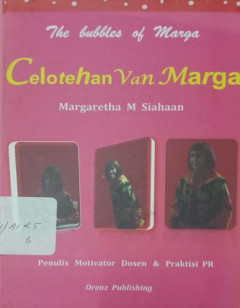 The bubbles of Marga
Celotehan Van Marga
Margaretha M Siahaan
Penulis Motivator Dosen & Praktisi PR
Orenz Publishing